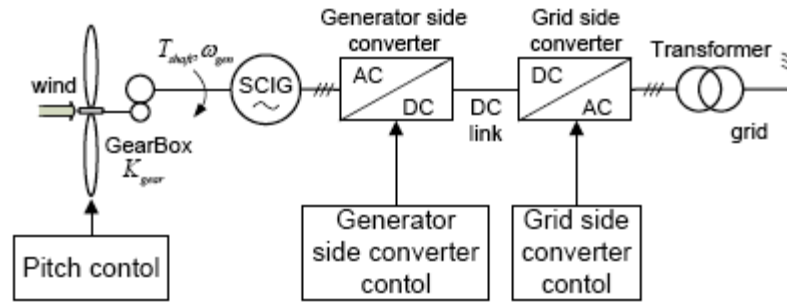 Generator side
converter
Grid side
converter
Transformer
T_shaft, ω_gen
wind
SCIG
AC
DC
DC
link
DC
AC
grid
GearBox
K_gear
Pitch contol
Generator
side converter
contol
Grid side
converter
contol